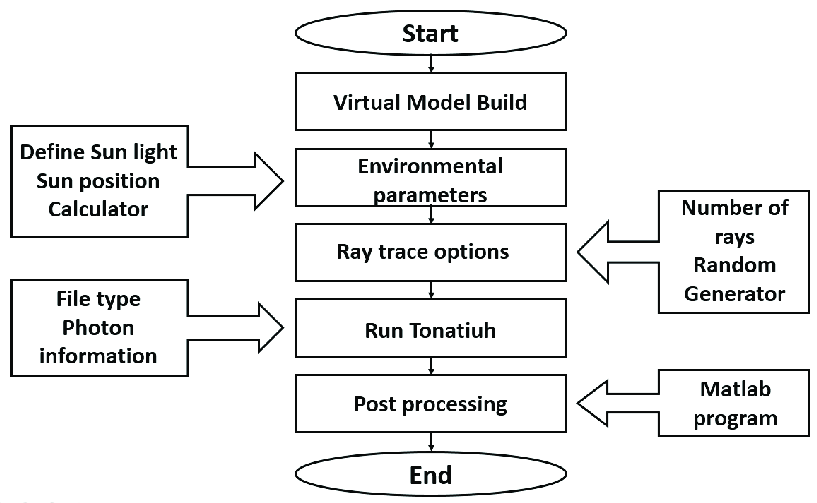 Start
Virtual Model Build
Define Sun light
Sun position
Calculator
Environmental
parameters
Number of
rays
Random
Generator
Ray trace options
File type
Photon
information
Run Tonatiuh
Matlab
program
Post processing
End